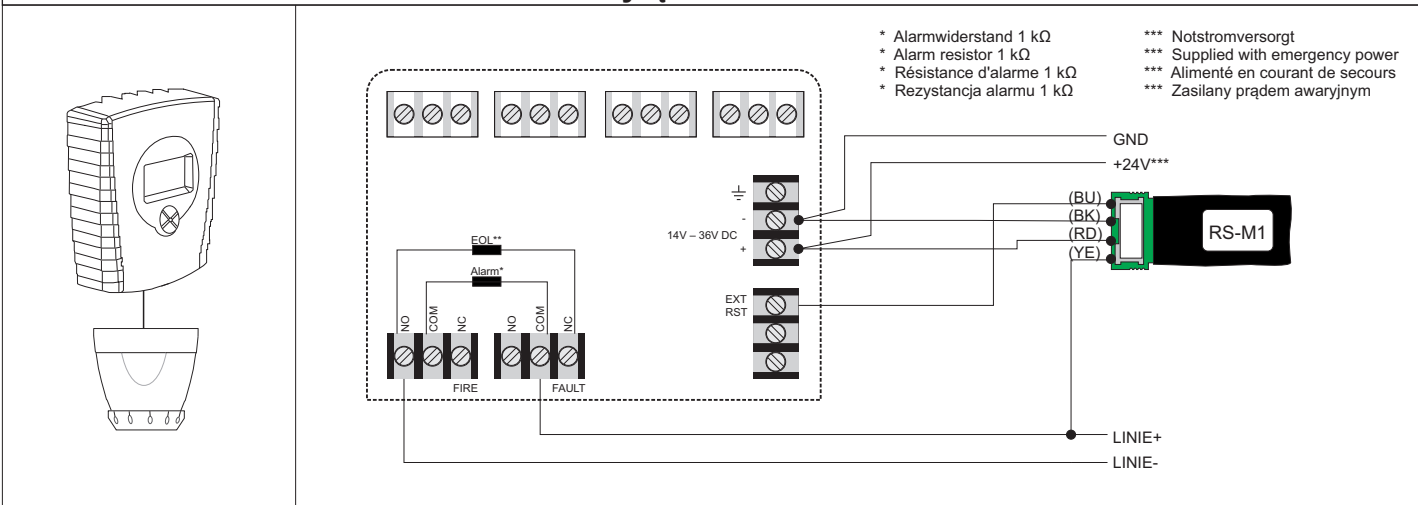 * Alarmwiderstand 1 kΩ
* Alarm resistor 1 kΩ
* Résistance d'alarme 1 kΩ
* Rezystancja alarmu 1 kΩ
*** Notstromversorgt
*** Supplied with emergency power
*** Alimenté en courant de secours
*** Zasilany prądem awaryjnym
GND
+24V***
-
14V – 36V DC
+
(BU)
(BK)
(RD)
(YE)
RS-M1
EOL**
Alarm*
EXT
RST
NO
COM
NC
NO
COM
NC
FIRE
FAULT
LINIE+
LINIE-